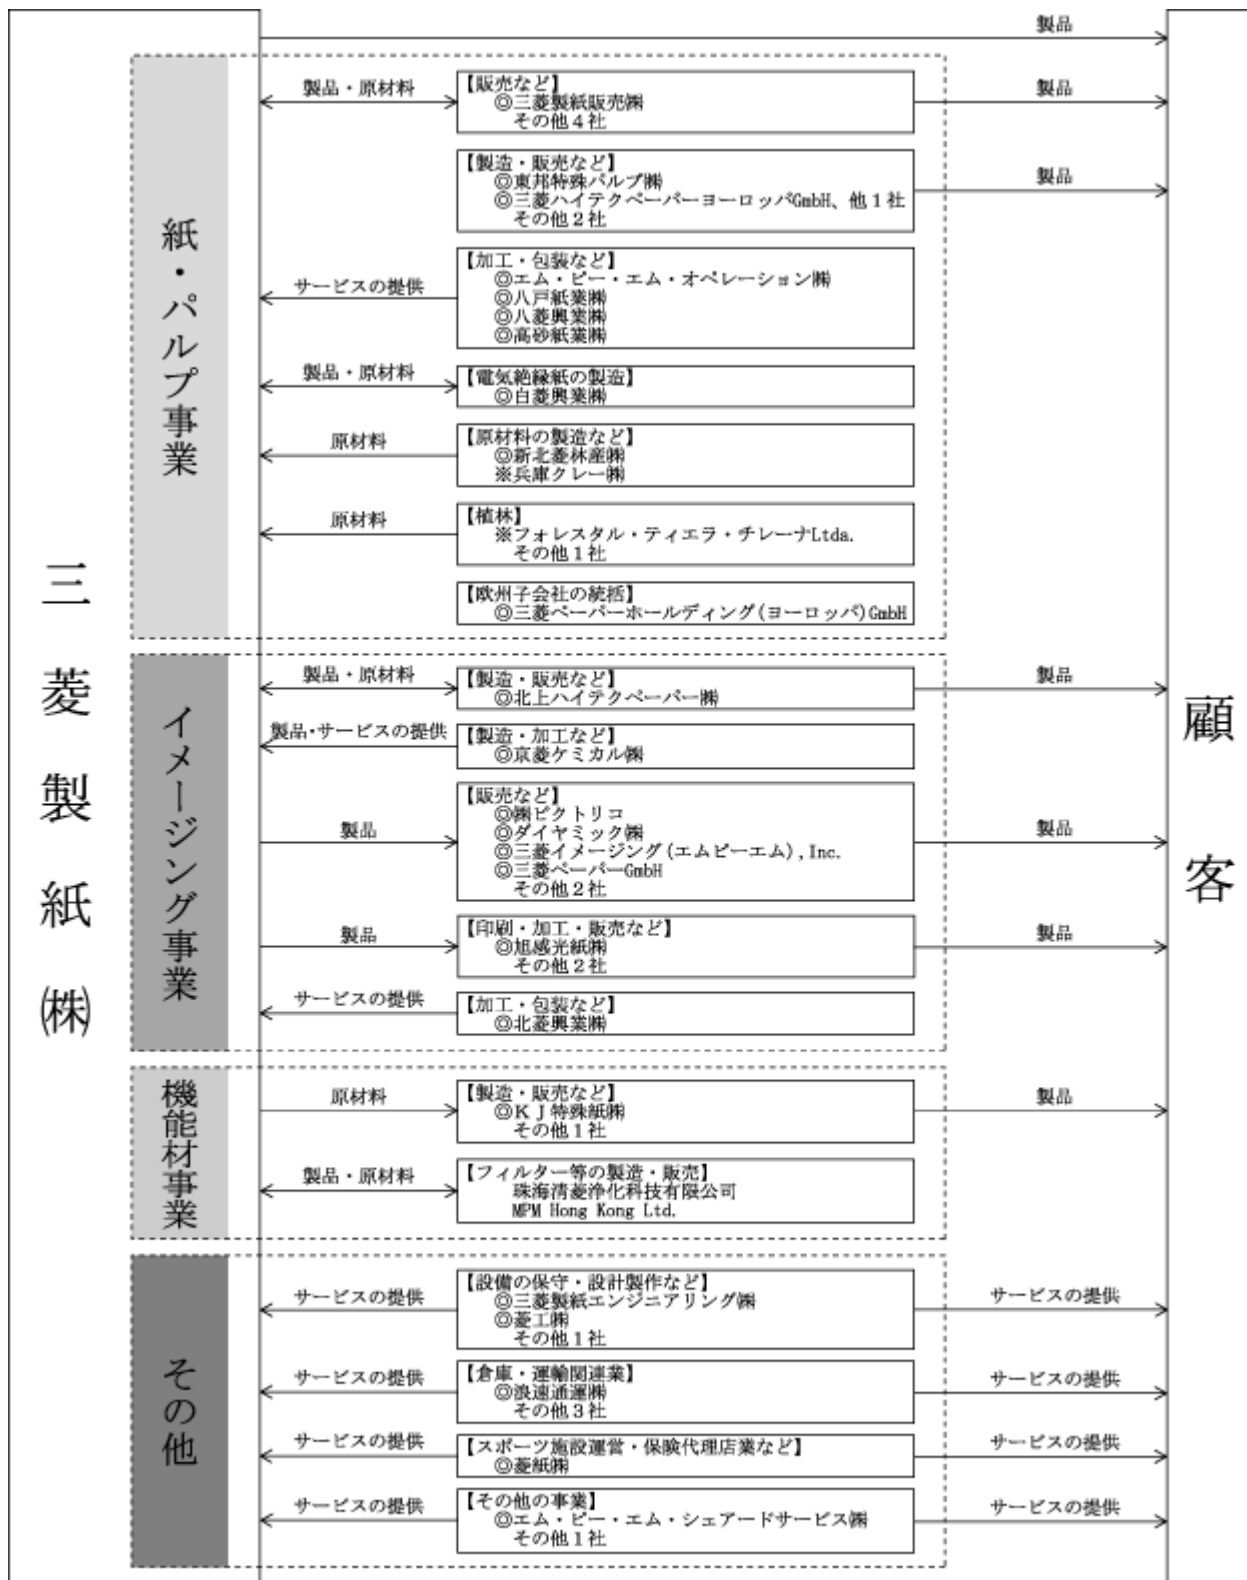 製品
三菱製紙㈱
顧客
紙・パルプ事業
製品・原材料
【販売など】
◎三菱製紙販売㈱
その他４社
製品
【製造・販売など】
◎東邦特殊パルプ㈱
◎三菱ハイテクペーパーヨーロッパGmbH、他１社
その他２社
製品
サービスの提供
【加工・包装など】
◎エム・ピー・エム・オペレーション㈱
◎八戸紙業㈱
◎八菱興業㈱
◎高砂紙業㈱
製品・原材料
【電気絶縁紙の製造】
◎白菱興業㈱
原材料
【原材料の製造など】
◎新北菱林産㈱
※兵庫クレー㈱
原材料
【植林】
※フォレスタル・ティエラ・チレーナLtda.
その他１社
【欧州子会社の統括】
◎三菱ペーパーホールディング(ヨーロッパ)GmbH
イメージング事業
製品・原材料
【製造・販売など】
◎北上ハイテクペーパー㈱
製品
製品･サービスの提供
【製造・加工など】
◎京菱ケミカル㈱
製品
【販売など】
◎㈱ピクトリコ
◎ダイヤミック㈱
◎三菱イメージング(エムピーエム),Inc.
◎三菱ペーパーGmbH
その他２社
製品
製品
【印刷・加工・販売など】
◎旭感光紙㈱
その他２社
製品
サービスの提供
【加工・包装など】
◎北菱興業㈱
機能材事業
原材料
【製造・販売など】
◎ＫＪ特殊紙㈱
その他１社
製品
製品・原材料
【フィルター等の製造・販売】
珠海清菱浄化科技有限公司
MPM Hong Kong Ltd.
その他
サービスの提供
【設備の保守・設計製作など】
◎三菱製紙エンジニアリング㈱
◎菱工㈱
その他１社
サービスの提供
サービスの提供
【倉庫・運輸関連業】
◎浪速通運㈱
その他３社
サービスの提供
サービスの提供
【スポーツ施設運営・保険代理店業など】
◎菱紙㈱
サービスの提供
サービスの提供
【その他の事業】
◎エム・ピー・エム・シェアードサービス㈱
その他１社
サービスの提供